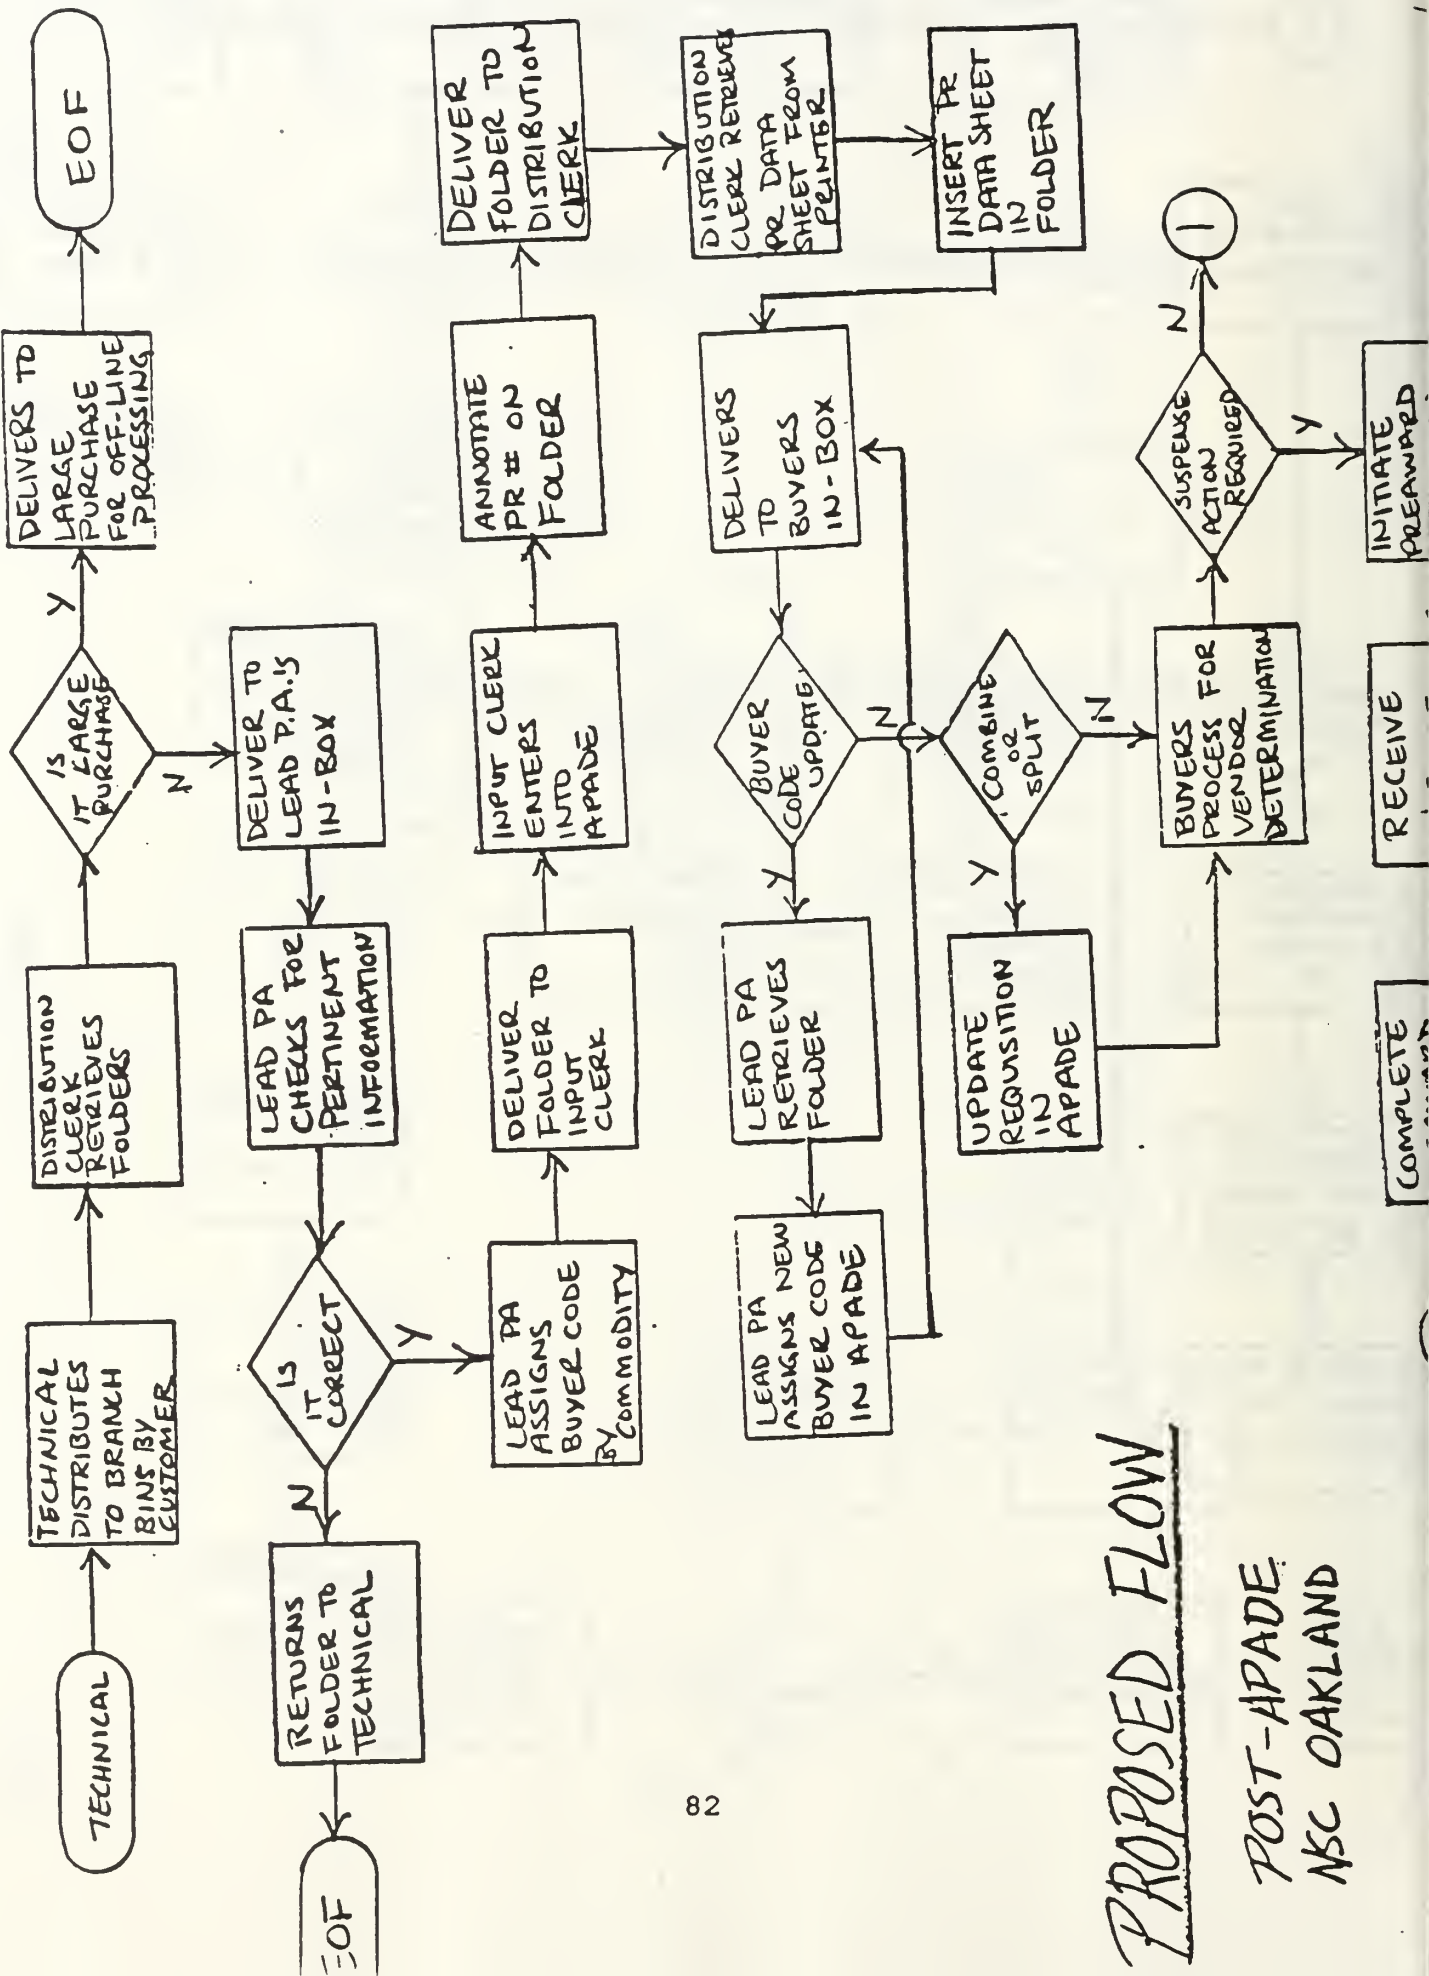 TECHNICAL
TECHNICAL
DISTRIBUTES
TO BRANCH
BINS BY
CUSTOMER
DISTRIBUTION
CLERK
RETRIEVES
FOLDERS
IS
IT LARGE
PURCHASE
Y
DELIVERS TO
LARGE
PURCHASE
FOR OFF-LINE
PROCESSING
EOF
N
DELIVER TO
LEAD P.A.'S
IN-BOX
LEAD PA
CHECKS FOR
PERTINENT
INFORMATION
IS
IT
CORRECT
N
RETURNS
FOLDER TO
TECHNICAL
EOF
Y
LEAD PA
ASSIGNS
BUYER CODE
BY COMMODITY
DELIVER
FOLDER TO
INPUT
CLERK
INPUT CLERK
ENTERS
INTO
APADE
ANNOTATE
PR # ON
FOLDER
DELIVER
FOLDER TO
DISTRIBUTION
CLERK
DISTRIBUTION
CLERK RETRIEVES
PR DATA
SHEET FROM
PRINTER
INSERT PR
DATA SHEET
IN
FOLDER
DELIVERS
TO
BUYERS
IN-BOX
BUYER
CODE
UPDATE
Y
LEAD PA
RETRIEVES
FOLDER
LEAD PA
ASSIGNS NEW
BUYER CODE
IN APADE
N
COMBINE
OR
SPLIT
Y
UPDATE
REQUISITION
IN
APADE
N
BUYERS
PROCESS FOR
VENDOR
DETERMINATION
SUSPENSE
ACTION
REQUIRED
N
1
Y
INITIATE
PREAWARD
RECEIVE
COMPLETE
PROPOSED FLOW
POST-APADE
NSC OAKLAND
82